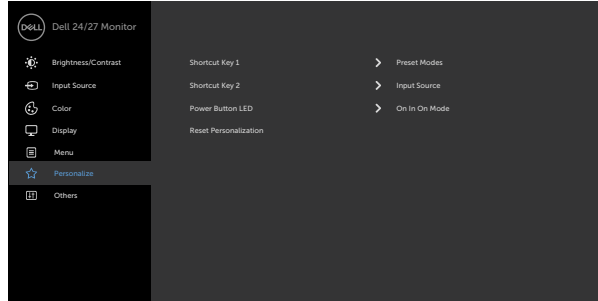 DELL Dell 24/27 Monitor
Brightness/Contrast Shortcut Key 1 Preset Modes
Input Source Shortcut Key 2 Input Source
Color Power Button LED On In On Mode
Display Reset Personalization
Menu
Personalize
Others